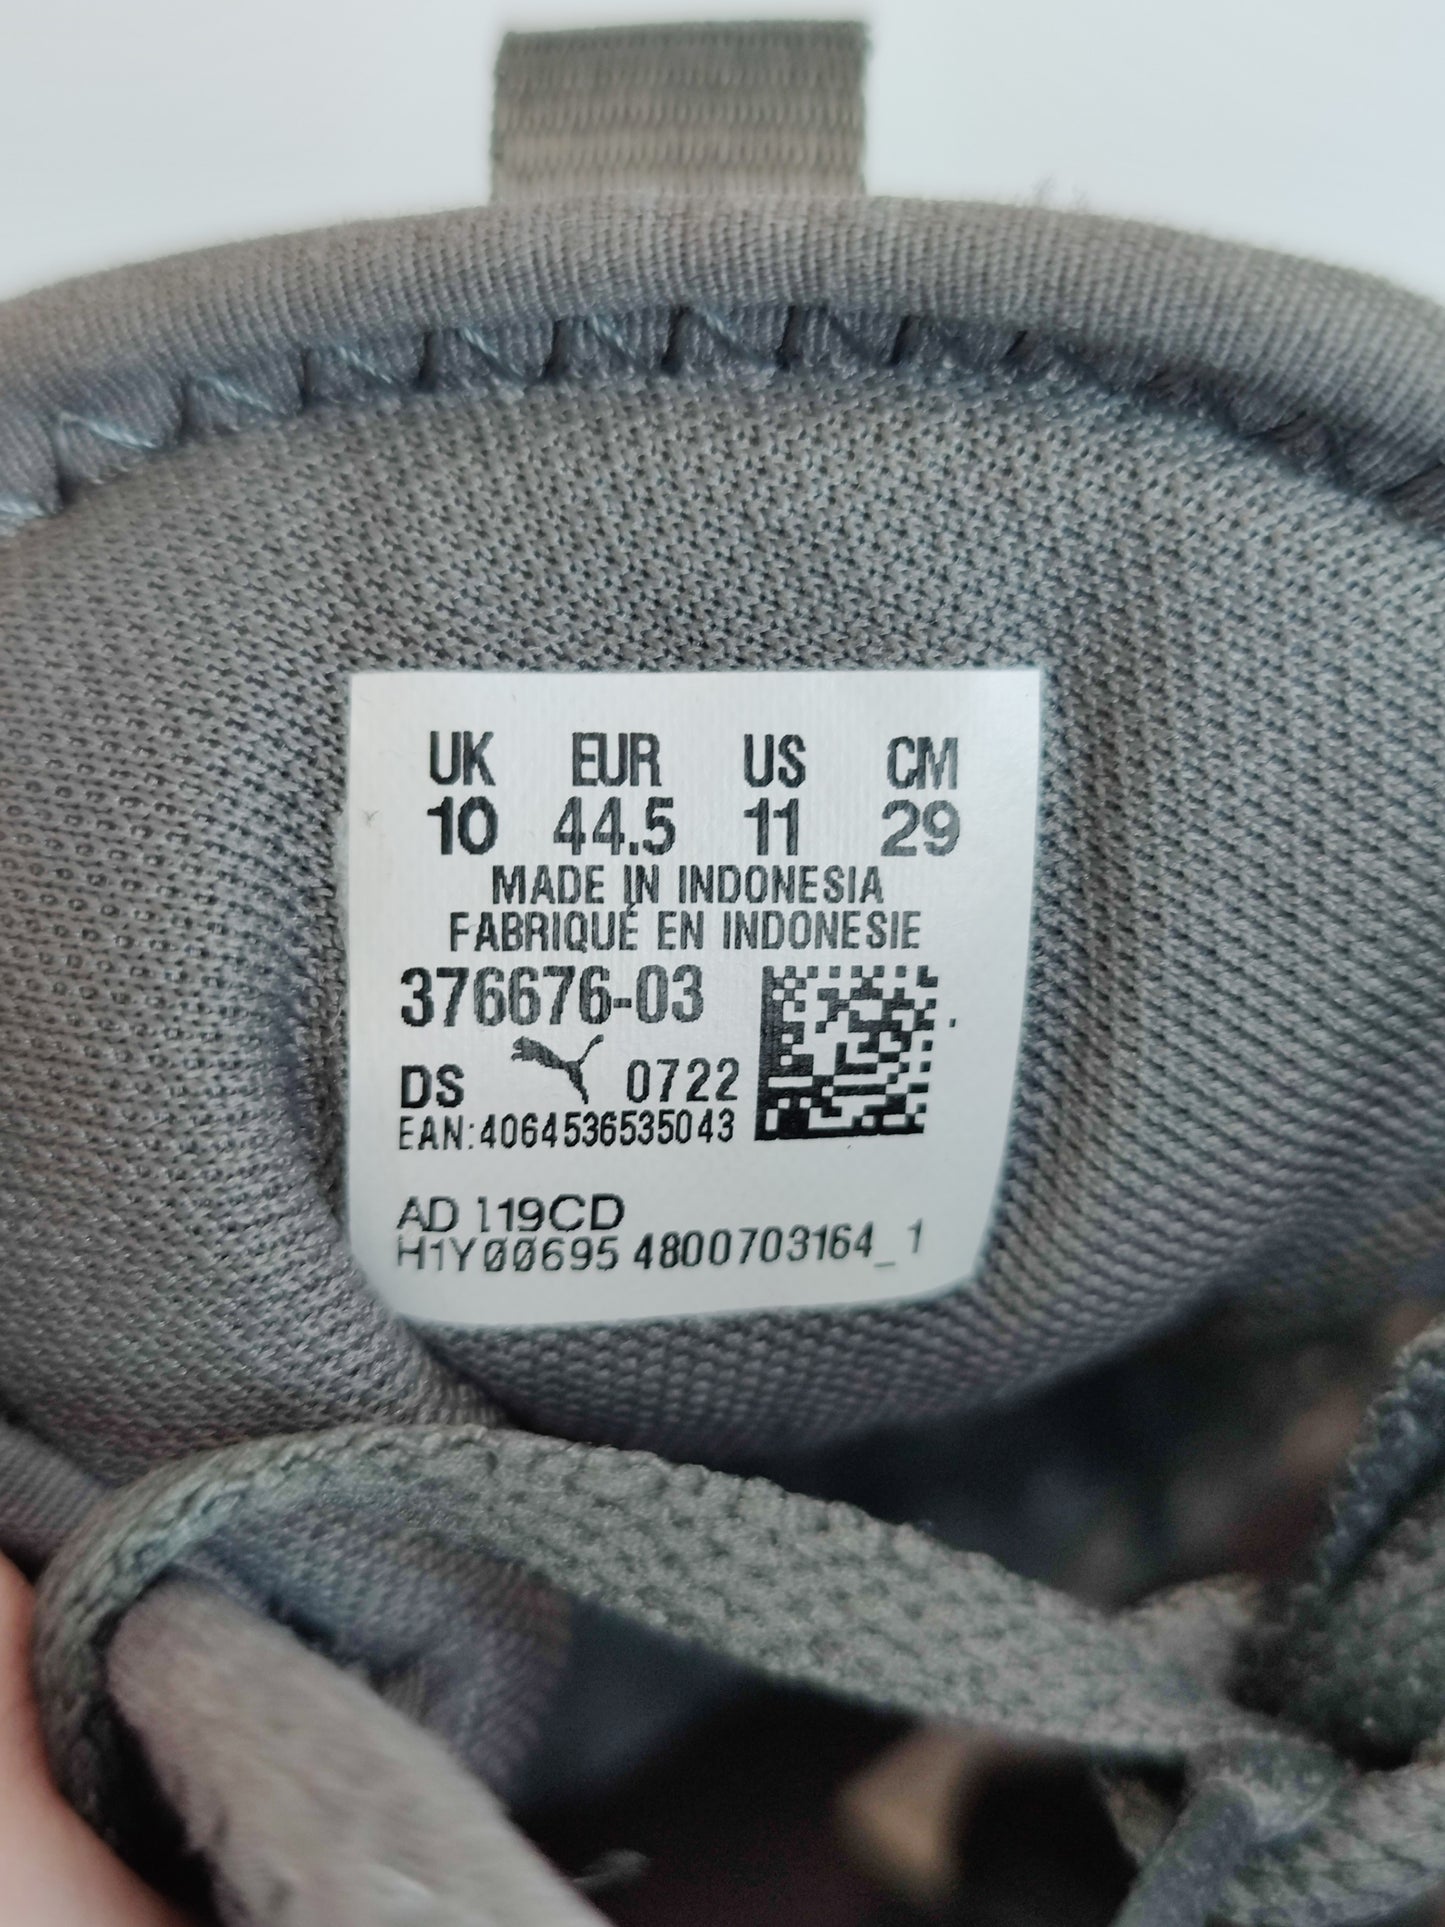 UK EUR US CM
10 44.5 11 29
MADE IN INDONESIA
FABRIQUÉ EN INDONESIE
376676-03
DS 0722
EAN:4064536535043
AD 119CD
H1Y00695 4800703164_1